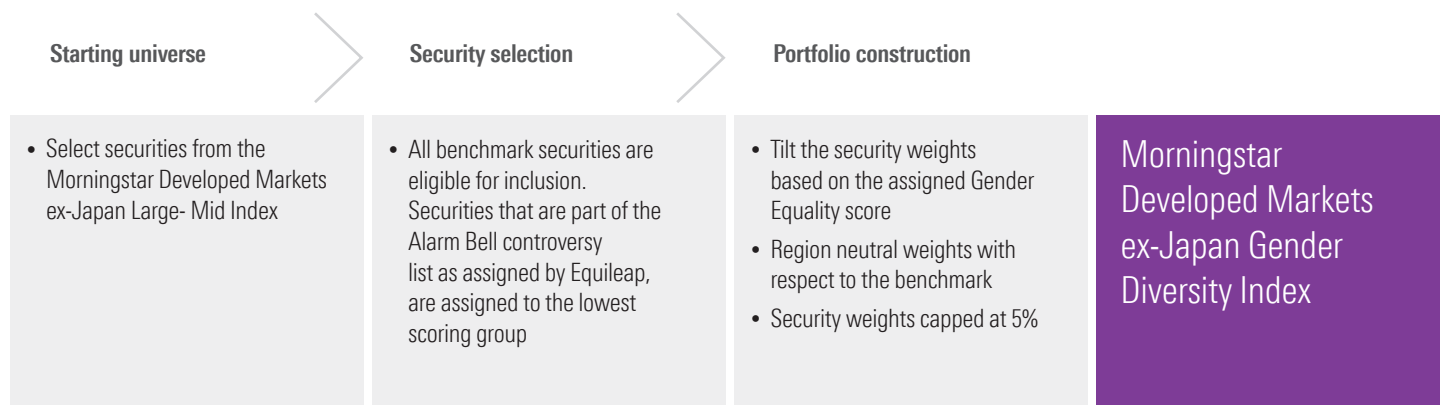 Starting universe
Security selection
Portfolio construction
• Select securities from the
Morningstar Developed Markets
ex-Japan Large- Mid Index
• All benchmark securities are
eligible for inclusion.
Securities that are part of the
Alarm Bell controversy
list as assigned by Equileap,
are assigned to the lowest
scoring group
• Tilt the security weights
based on the assigned Gender
Equality score
• Region neutral weights with
respect to the benchmark
• Security weights capped at 5%
Morningstar
Developed Markets
ex-Japan Gender
Diversity Index